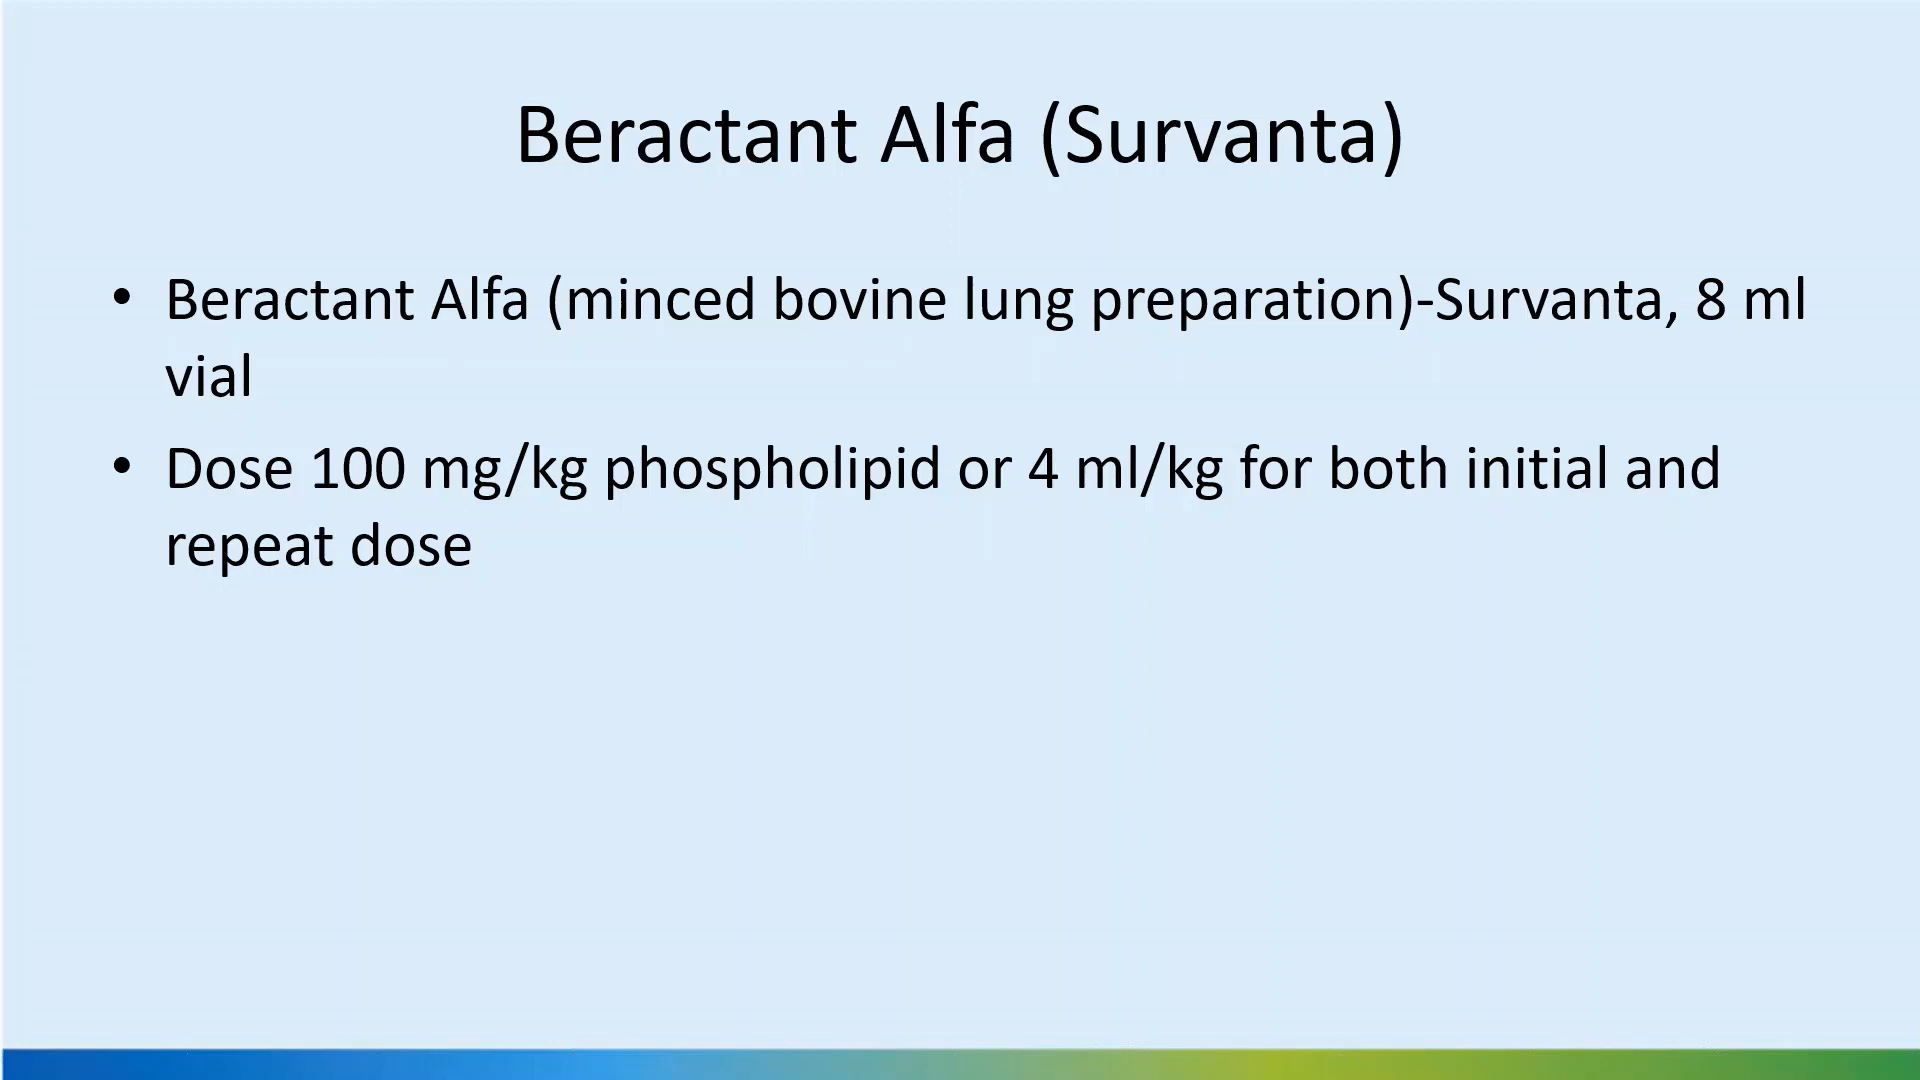 Beractant Alfa (Survanta)
• Beractant Alfa (minced bovine lung preparation)-Survanta, 8 ml
vial
• Dose 100 mg/kg phospholipid or 4 ml/kg for both initial and
repeat dose